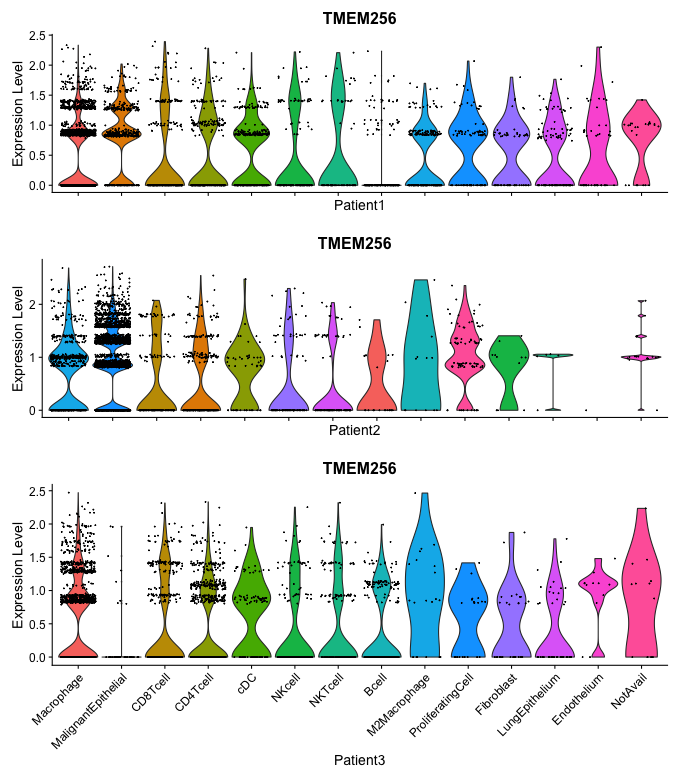 TMEM256
Expression Level
2.5
2.0
1.5
1.0
0.5
0.0
Patient1
TMEM256
Expression Level
2
1
0
Patient2
TMEM256
Expression Level
2.5
2.0
1.5
1.0
0.5
0.0
Macrophage
MalignantEpithelial
CD8Tcell
CD4Tcell
cDC
NKcell
NKTcell
Bcell
M2Macrophage
ProliferatingCell
Fibroblast
LungEpithelium
Endothelium
NotAvail
Patient3